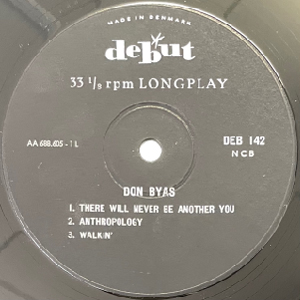 MADE IN DENMARK
debut
33 1/3 rpm LONGPLAY
AA 688.605 - 1 L
DEB 142
NCB
DON BYAS
1. THERE WILL NEVER BE ANOTHER YOU
2. ANTHROPOLOGY
3. WALKIN'